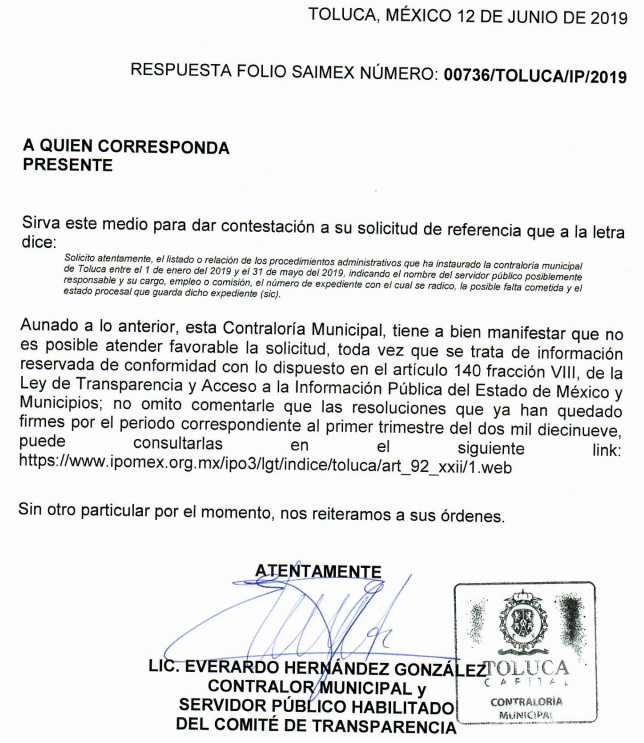 TOLUCA, MÉXICO 12 DE JUNIO DE 2019
RESPUESTA FOLIO SAIMEX NÚMERO: 00736/TOLUCA/IP/2019
A QUIEN CORRESPONDA
PRESENTE
Sirva este medio para dar contestación a su solicitud de referencia que a la letra
dice:
Solicito atentamente, el listado o relación de los procedimientos administrativos que ha instaurado la contraloría municipal
de Toluca entre el 1 de enero del 2019 y el 31 de mayo del 2019, indicando el nombre del servidor público posiblemente
responsable y su cargo, empleo o comisión, el número de expediente con el cual se radico, la posible falta cometida y el
estado procesal que guarda dicho expediente (sic).
Aunado a lo anterior, esta Contraloría Municipal, tiene a bien manifestar que no
es posible atender favorable la solicitud, toda vez que se trata de información
reservada de conformidad con lo dispuesto en el artículo 140 fracción VIII, de la
Ley de Transparencia y Acceso a la Información Pública del Estado de México y
Municipios; no omito comentarle que las resoluciones que ya han quedado
firmes por el periodo correspondiente al primer trimestre del dos mil diecinueve,
puede consultarlas en el siguiente link:
https://www.ipomex.org.mx/ipo3/lgt/indice/toluca/art_92_xxii/1.web
Sin otro particular por el momento, nos reiteramos a sus órdenes.
ATENTAMENTE
LIC. EVERARDO HERNÁNDEZ GONZÁLEZ
CONTRALOR MUNICIPAL y
SERVIDOR PÚBLICO HABILITADO
DEL COMITÉ DE TRANSPARENCIA
TOLUCA
CAPITAL
CONTRALORÍA
MUNICIPAL